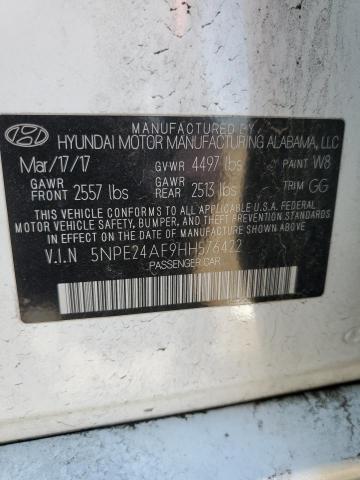 MANUFACTURED BY
HYUNDAI MOTOR MANUFACTURING ALABAMA, LLC
Mar/17/17 GVWR 4497 lbs PAINT W8
GAWR FRONT 2557 lbs GAWR REAR 2513 lbs TRIM GG
THIS VEHICLE CONFORMS TO ALL APPLICABLE U.S.A FEDERAL
MOTOR VEHICLE SAFETY, BUMPER, AND THEFT PREVENTION STANDARDS
IN EFFECT ON THE DATE OF MANUFACTURE SHOWN ABOVE.
V.I.N 5NPE24AF9HH576422
PASSENGER CAR